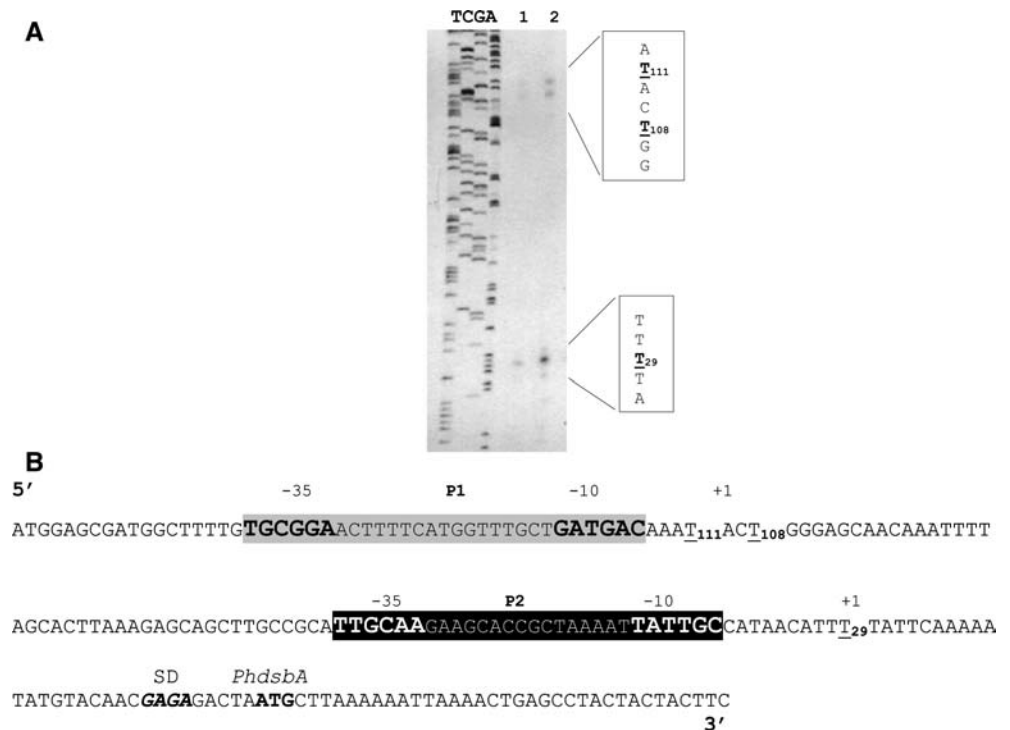 A
TCGA 1 2
A
T111
A
C
T108
G
G
T
T
T29
T
A
B
5′
-35 P1 -10 +1
ATGGAGCGATGGCTTTTGTGCGGAACTTTTCATGGTTTGCTGATGACAAAT111ACT108GGGAGCAACAAATTTT
-35 P2 -10 +1
AGCACTTAAAGAGCAGCTTGCCGCATTGCAAGAAGCACCGCTAAAATTATTGCCATAACATTT29TATTCAAAAA
SD PhdsbA
TATGTACAACGAGAGACTAATGCTTAAAAAATTAAAACTGAGCCTACTACTACTTC
3′